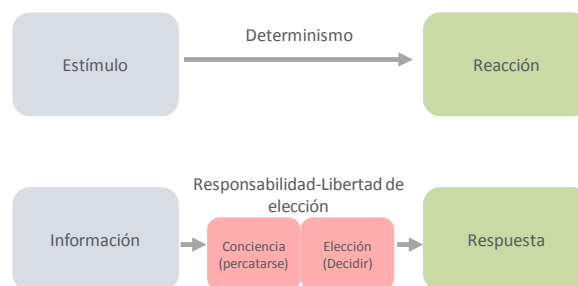 Determinismo
Estímulo
Reacción
Responsabilidad-Libertad de
elección
Información
Conciencia
(percatarse)
Elección
(Decidir)
Respuesta